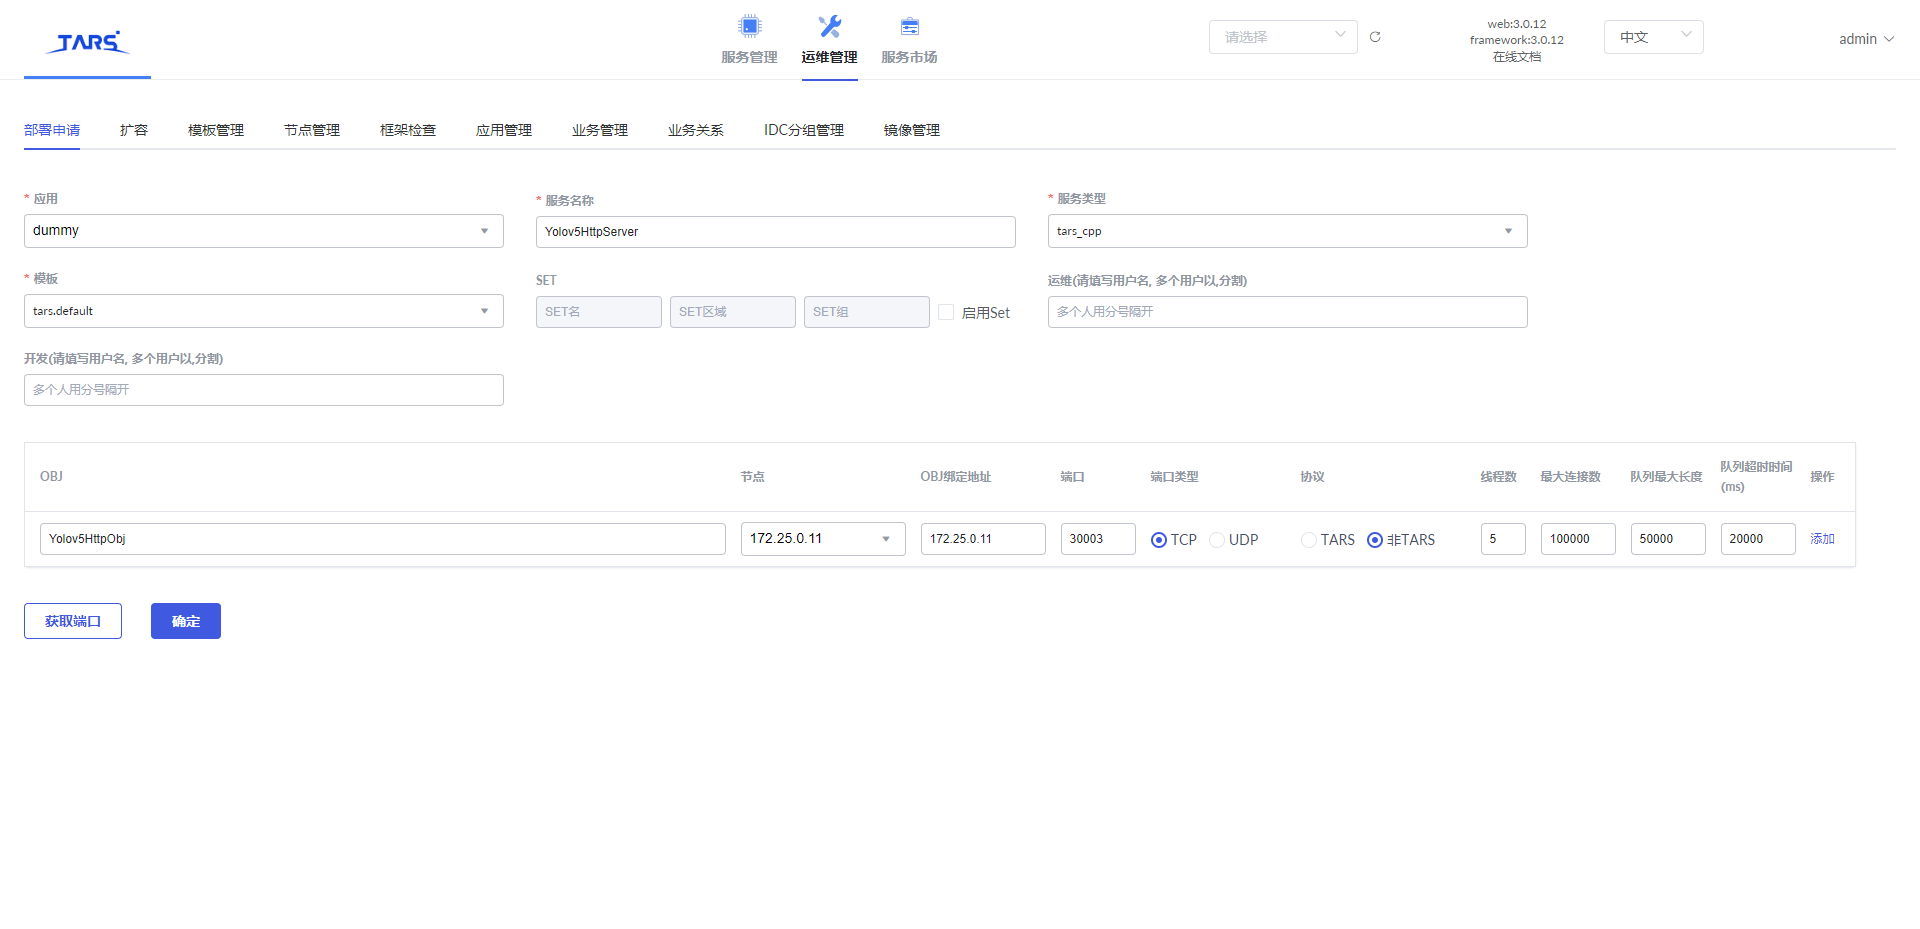 TARS
服务管理
运维管理
服务市场
请选择
web:3.0.12
framework:3.0.12
在线文档
中文
admin
部署申请 扩容 模板管理 节点管理 框架检查 应用管理 业务管理 业务关系 IDC分组管理 镜像管理
* 应用
dummy
* 服务名称
Yolov5HttpServer
* 服务类型
tars_cpp
* 模板
tars.default
SET
SET名 SET区域 SET组 启用Set
运维(请填写用户名, 多个用户以,分割)
多个人用分号隔开
开发(请填写用户名, 多个用户以,分割)
多个人用分号隔开
OBJ 节点 OBJ绑定地址 端口 端口类型 协议 线程数 最大连接数 队列最大长度 队列超时时间(ms) 操作
Yolov5HttpObj 172.25.0.11 172.25.0.11 30003 TCP UDP TARS 非TARS 5 100000 50000 20000 添加
获取端口 确定